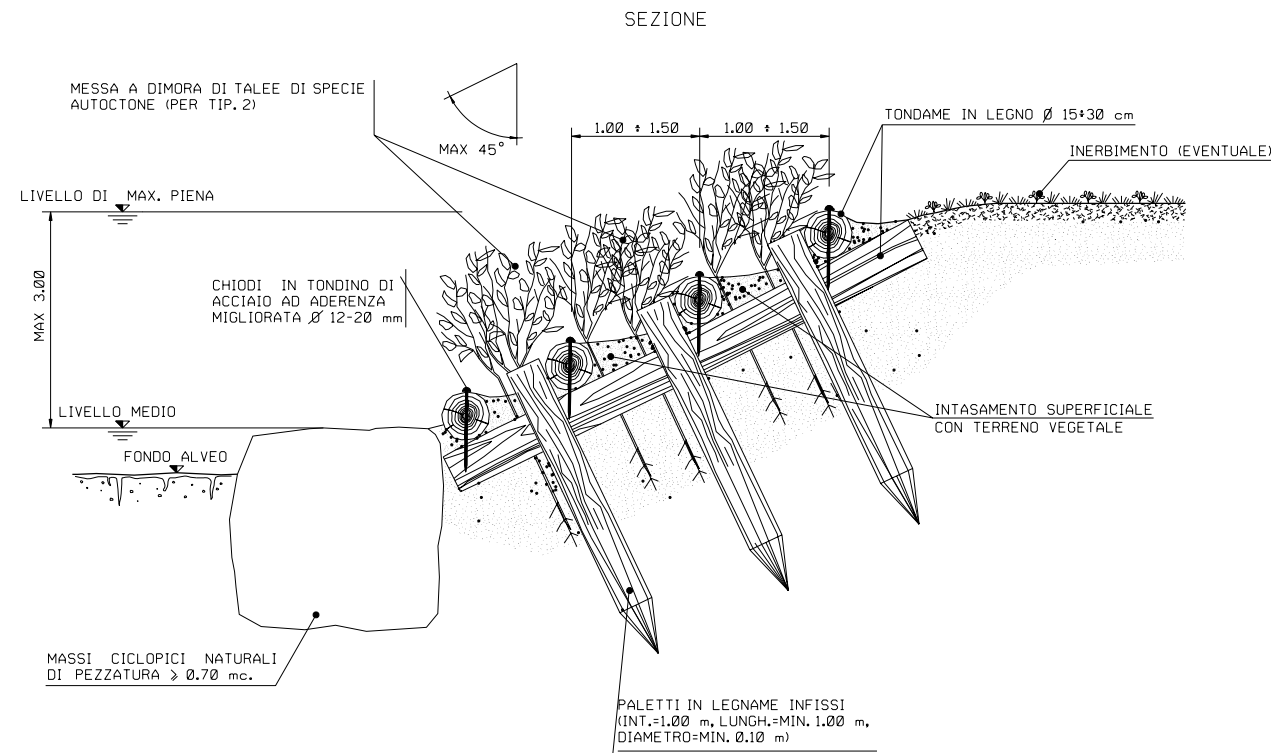 SEZIONE
MESSA A DIMORA DI TALEE DI SPECIE
AUTOCTONE (PER TIP. 2)
MAX 45°
1.00 ÷ 1.50
1.00 ÷ 1.50
TONDAME IN LEGNO Ø 15÷30 cm
INERBIMENTO (EVENTUALE)
LIVELLO DI MAX. PIENA
MAX 3.00
CHIODI IN TONDINO DI
ACCIAIO AD ADERENZA
MIGLIORATA Ø 12-20 mm
LIVELLO MEDIO
FONDO ALVEO
INTASAMENTO SUPERFICIALE
CON TERRENO VEGETALE
MASSI CICLOPICI NATURALI
DI PEZZATURA ⩾ 0.70 mc.
PALETTI IN LEGNAME INFISSI
(INT.=1.00 m, LUNGH.=MIN. 1.00 m,
DIAMETRO=MIN. 0.10 m)